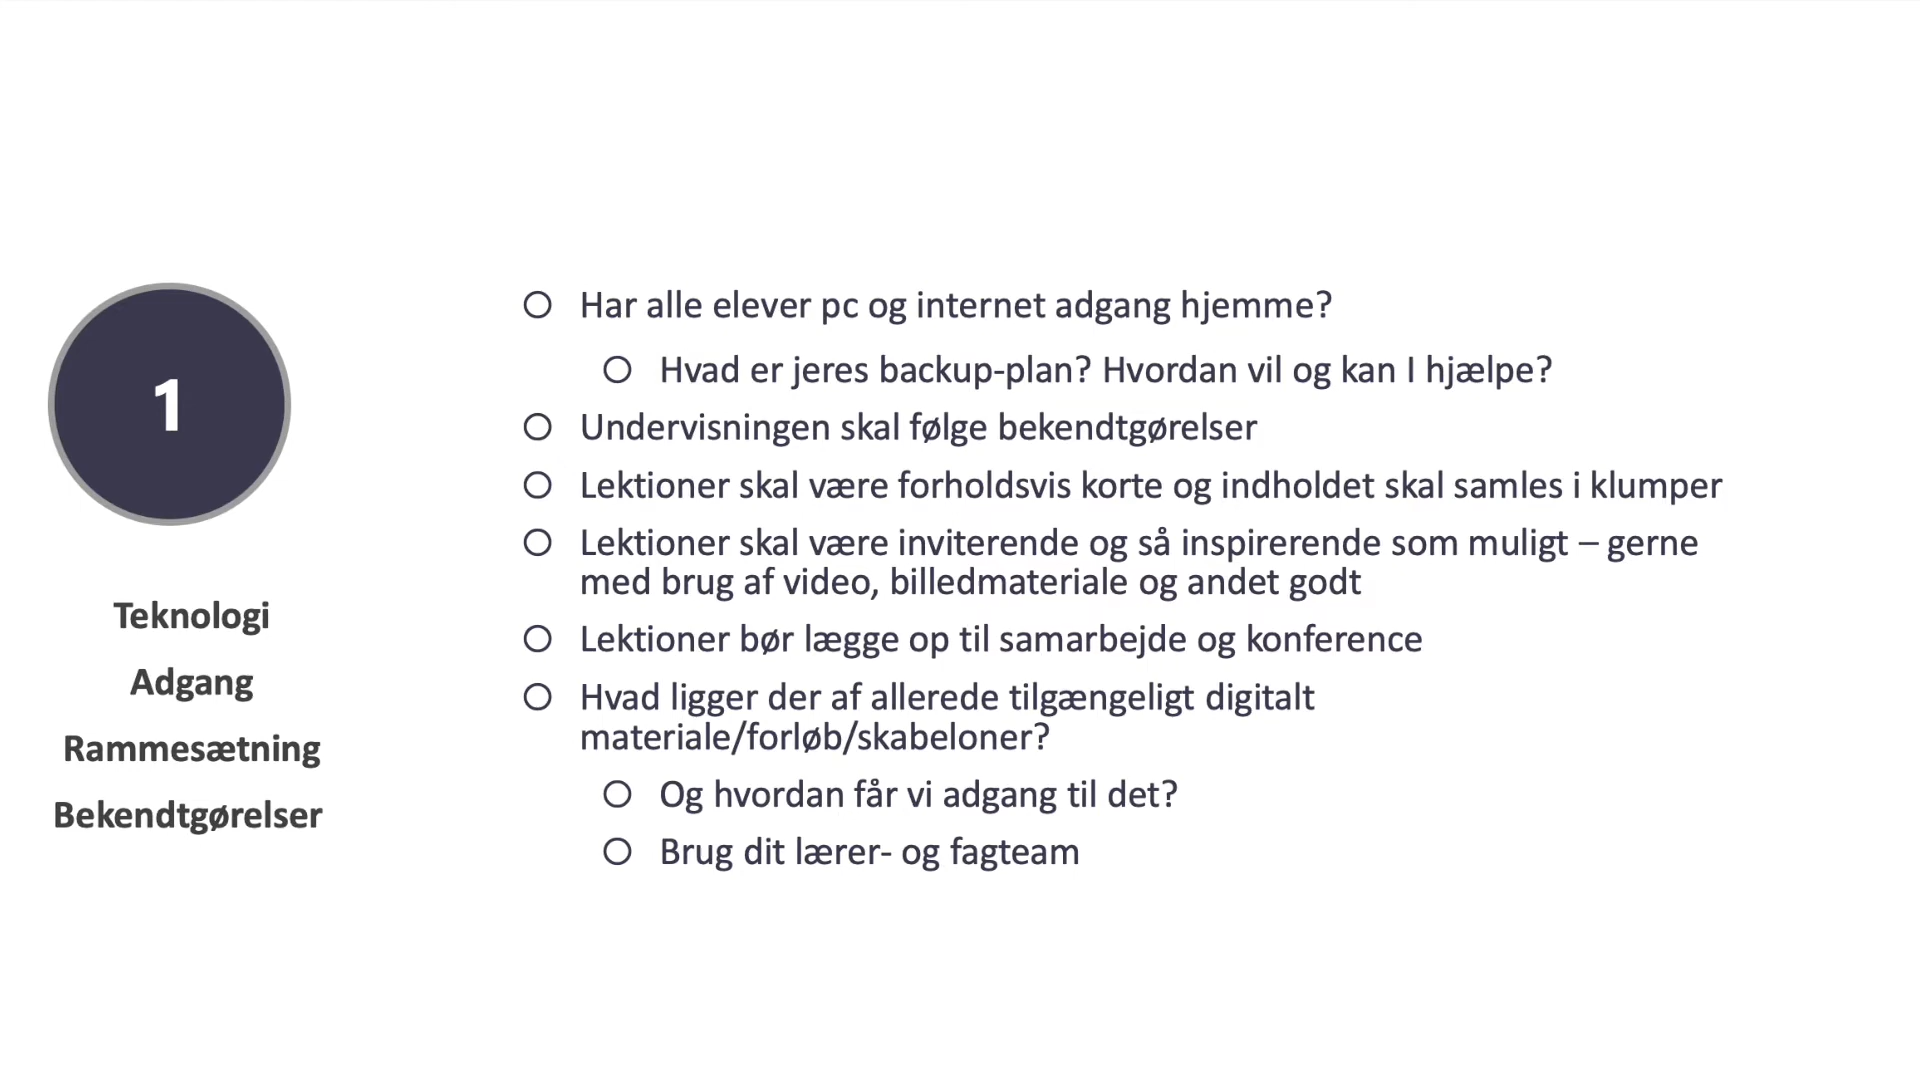 1
Teknologi
Adgang
Rammesætning
Bekendtgørelser
Har alle elever pc og internet adgang hjemme?
Hvad er jeres backup-plan? Hvordan vil og kan I hjælpe?
Undervisningen skal følge bekendtgørelser
Lektioner skal være forholdsvis korte og indholdet skal samles i klumper
Lektioner skal være inviterende og så inspirerende som muligt – gerne
med brug af video, billedmateriale og andet godt
Lektioner bør lægge op til samarbejde og konference
Hvad ligger der af allerede tilgængeligt digitalt
materiale/forløb/skabeloner?
Og hvordan får vi adgang til det?
Brug dit lærer- og fagteam